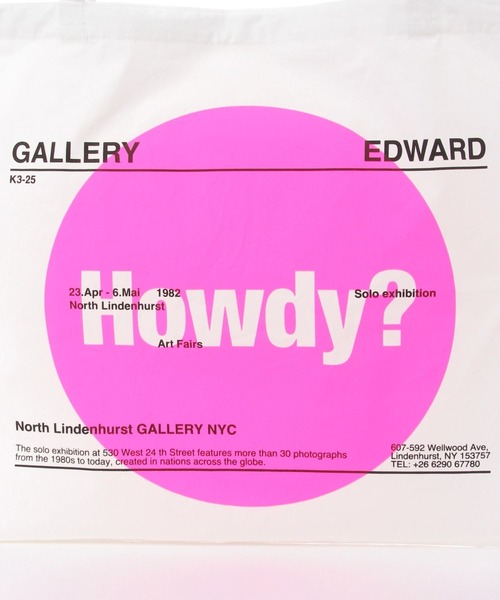 GALLERY EDWARD
K3-25
23.Apr - 6.Mai 1982 Solo exhibition
North Lindenhurst
Howdy?
Art Fairs
North Lindenhurst GALLERY NYC
The solo exhibition at 530 West 24 th Street features more than 30 photographs
from the 1980s to today, created in nations across the globe.
607-592 Wellwood Ave,
Lindenhurst, NY 153757
TEL: +26 6290 67780